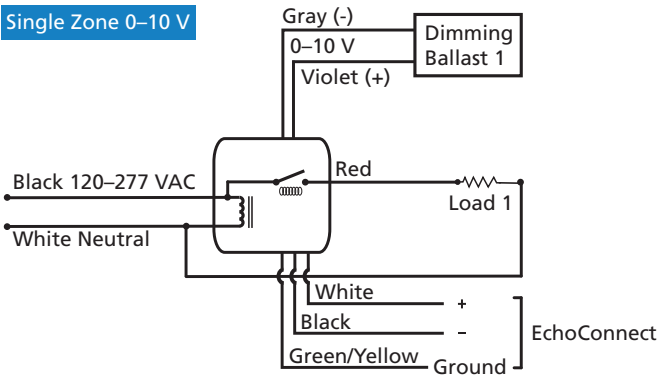 Single Zone 0–10 V
Gray (-)
0–10 V
Violet (+)
Dimming
Ballast 1
Black 120–277 VAC
Red
Load 1
White Neutral
White
+
Black
–
EchoConnect
Green/Yellow
Ground